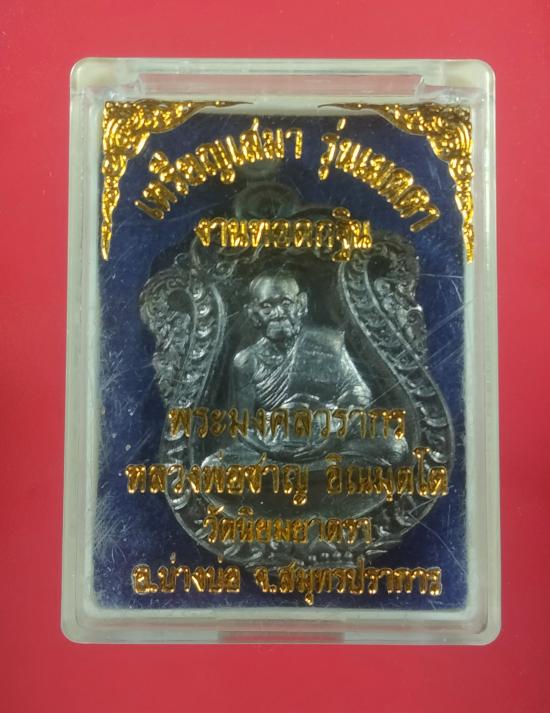 เหรียญเสมา รุ่นเมตตา
งานทอดกฐิน
พระมงคลวรากร
หลวงพ่อชาญ อิณมุตโต
วัดนิยมยาตรา
อ.บางบ่อ จ.สมุทรปราการ